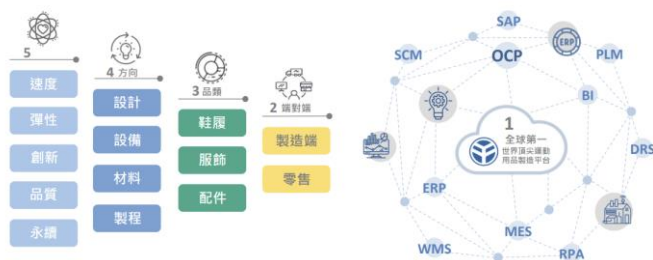 5
速度
彈性
創新
品質
永續
4 方向
設計
設備
材料
製程
3 品類
鞋履
服飾
配件
2 端對端
製造端
零售
SAP
ERP
SCM
OCP
PLM
BI
1
全球第一
世界頂尖運動
用品製造平台
DRS
ERP
MES
WMS
RPA